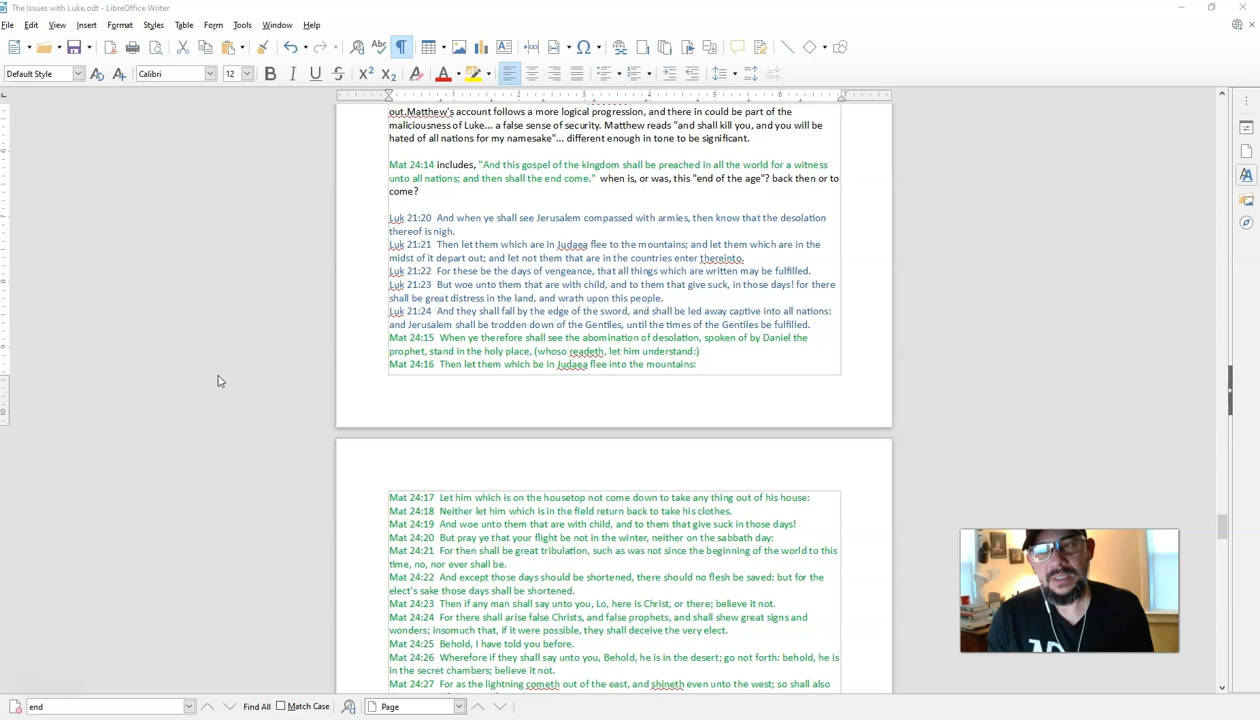 The Issues with Luke.odt - LibreOffice Writer
File Edit View Insert Format Styles Table Form Tools Window Help
Default Style Calibri 12
1 2 3 4 5 6 7
out.Matthew's account follows a more logical progression, and there in could be part of the
maliciousness of Luke... a false sense of security. Matthew reads "and shall kill you, and you will be
hated of all nations for my namesake"... different enough in tone to be significant.
Mat 24:14 includes, "And this gospel of the kingdom shall be preached in all the world for a witness
unto all nations; and then shall the end come." when is, or was, this "end of the age"? back then or to
come?
Luk 21:20 And when ye shall see Jerusalem compassed with armies, then know that the desolation
thereof is nigh.
Luk 21:21 Then let them which are in Judaea flee to the mountains; and let them which are in the
midst of it depart out; and let not them that are in the countries enter thereinto.
Luk 21:22 For these be the days of vengeance, that all things which are written may be fulfilled.
Luk 21:23 But woe unto them that are with child, and to them that give suck, in those days! for there
shall be great distress in the land, and wrath upon this people.
Luk 21:24 And they shall fall by the edge of the sword, and shall be led away captive into all nations:
and Jerusalem shall be trodden down of the Gentiles, until the times of the Gentiles be fulfilled.
Mat 24:15 When ye therefore shall see the abomination of desolation, spoken of by Daniel the
prophet, stand in the holy place, (whoso readeth, let him understand:)
Mat 24:16 Then let them which be in Judaea flee into the mountains:
Mat 24:17 Let him which is on the housetop not come down to take any thing out of his house:
Mat 24:18 Neither let him which is in the field return back to take his clothes.
Mat 24:19 And woe unto them that are with child, and to them that give suck in those days!
Mat 24:20 But pray ye that your flight be not in the winter, neither on the sabbath day:
Mat 24:21 For then shall be great tribulation, such as was not since the beginning of the world to this
time, no, nor ever shall be.
Mat 24:22 And except those days should be shortened, there should no flesh be saved: but for the
elect's sake those days shall be shortened.
Mat 24:23 Then if any man shall say unto you, Lo, here is Christ, or there; believe it not.
Mat 24:24 For there shall arise false Christs, and false prophets, and shall shew great signs and
wonders; insomuch that, if it were possible, they shall deceive the very elect.
Mat 24:25 Behold, I have told you before.
Mat 24:26 Wherefore if they shall say unto you, Behold, he is in the desert; go not forth: behold, he is
in the secret chambers; believe it not.
Mat 24:27 For as the lightning cometh out of the east, and shineth even unto the west; so shall also
end Find All Match Case Page